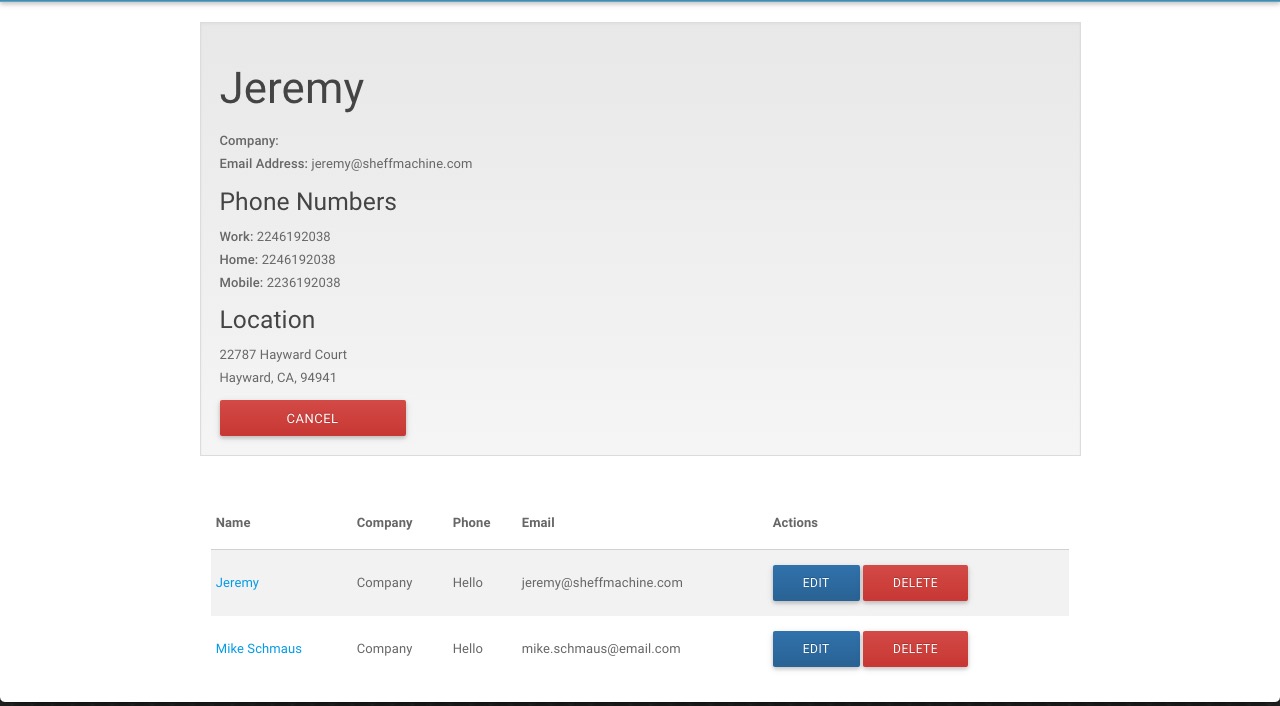 Jeremy
Company:
Email Address: jeremy@sheffmachine.com
Phone Numbers
Work: 2246192038
Home: 2246192038
Mobile: 2236192038
Location
22787 Hayward Court
Hayward, CA, 94941
CANCEL
Name Company Phone Email Actions
Jeremy Company Hello jeremy@sheffmachine.com EDIT DELETE
Mike Schmaus Company Hello mike.schmaus@email.com EDIT DELETE